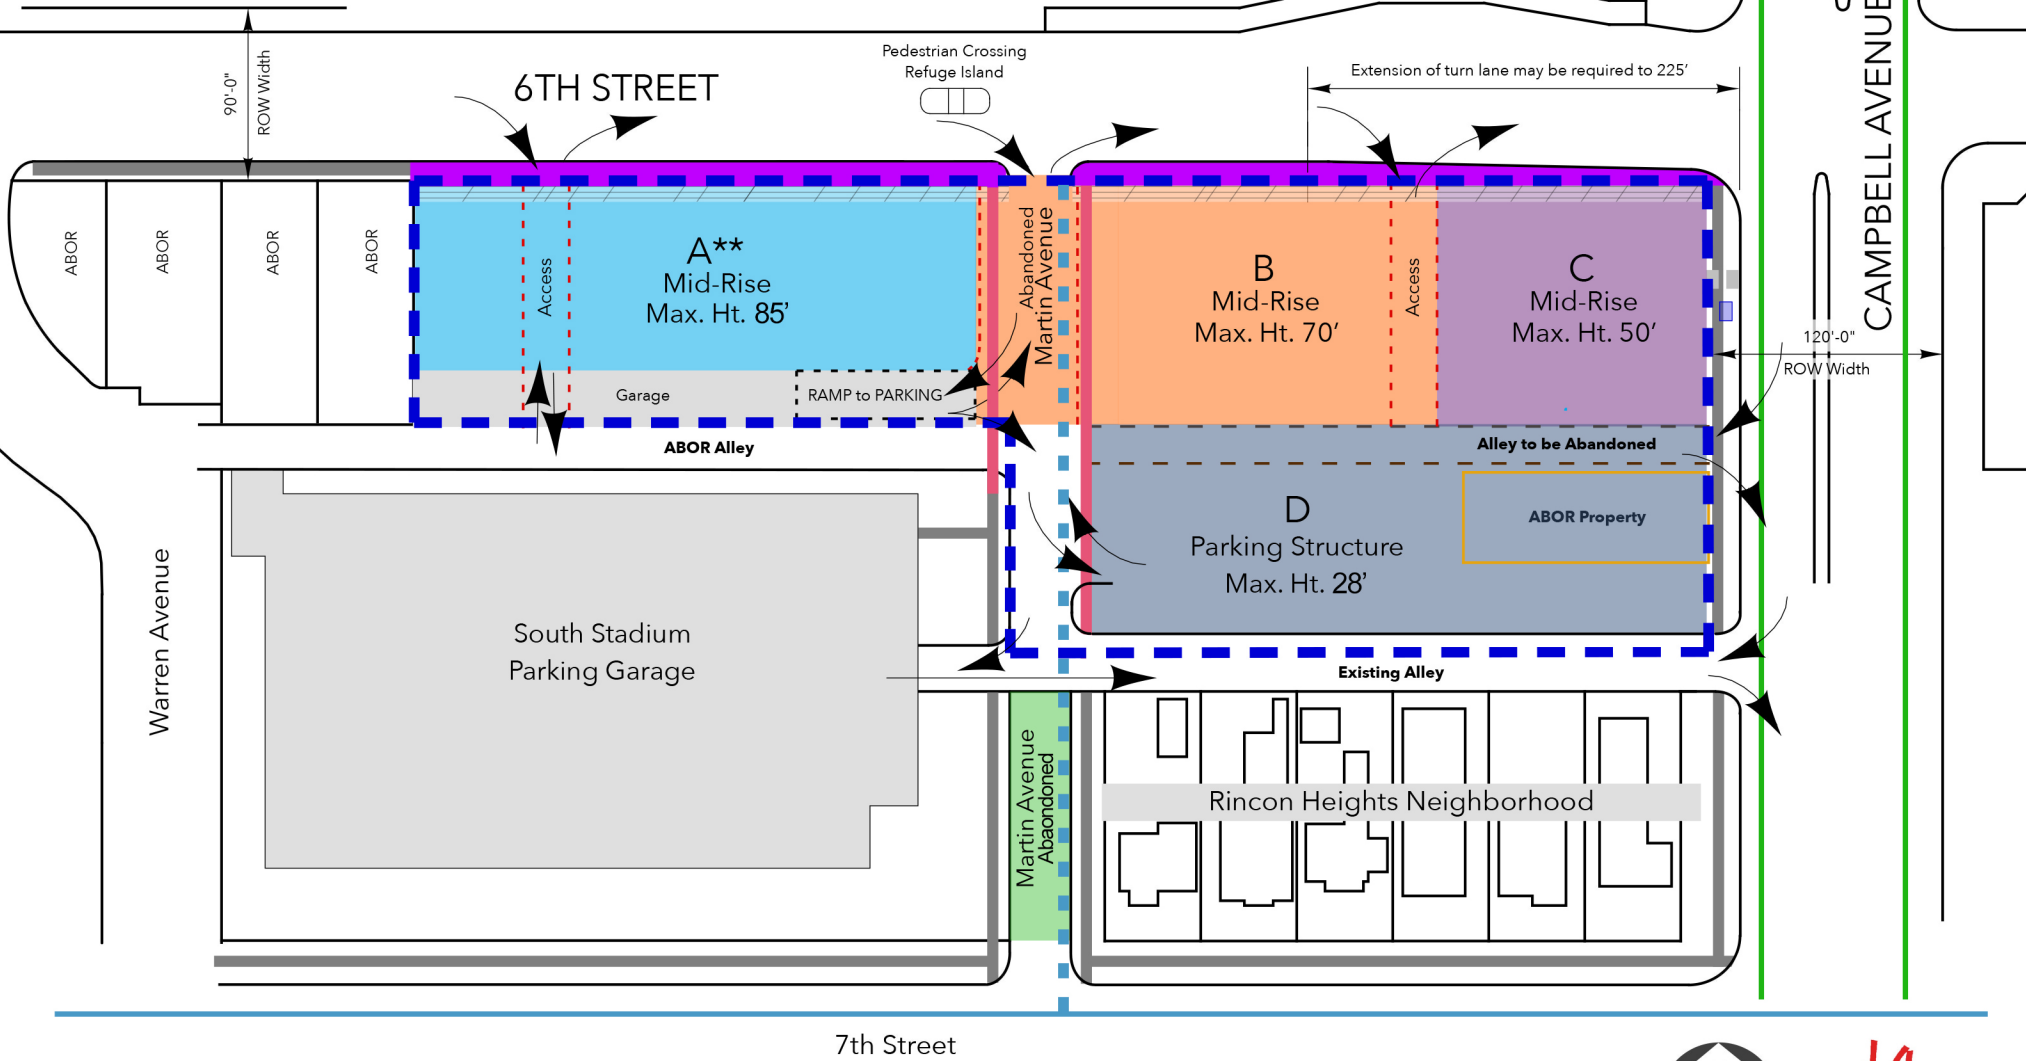 90'-0"
ROW Width
6TH STREET
Pedestrian Crossing
Refuge Island
Extension of turn lane may be required to 225’
CAMPBELL AVENUE
ABOR
ABOR
ABOR
ABOR
Access
A**
Mid-Rise
Max. Ht. 85’
Abandoned
Martin Avenue
B
Mid-Rise
Max. Ht. 70’
Access
C
Mid-Rise
Max. Ht. 50’
120'-0"
ROW Width
Garage
RAMP to PARKING
ABOR Alley
Alley to be Abandoned
D
Parking Structure
Max. Ht. 28’
ABOR Property
Warren Avenue
South Stadium
Parking Garage
Existing Alley
Martin Avenue
Abaondoned
Rincon Heights Neighborhood
7th Street